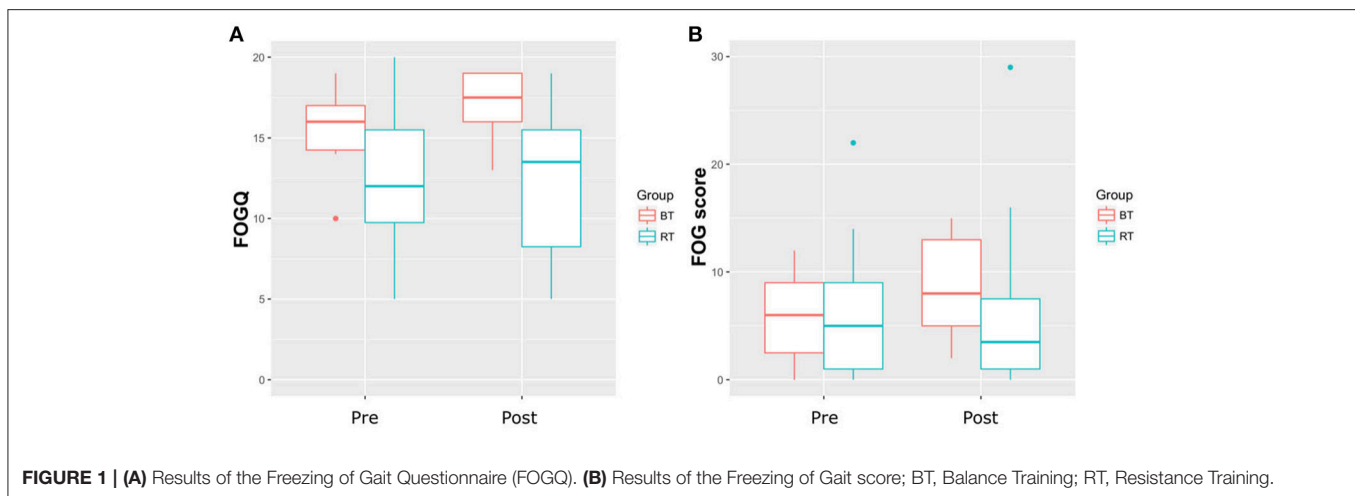 A
20
15
10
5
0
FOGQ
Pre Post
Group
BT
RT
B
30
20
10
0
FOG score
Pre Post
Group
BT
RT
FIGURE 1 | (A) Results of the Freezing of Gait Questionnaire (FOGQ). (B) Results of the Freezing of Gait score; BT, Balance Training; RT, Resistance Training.